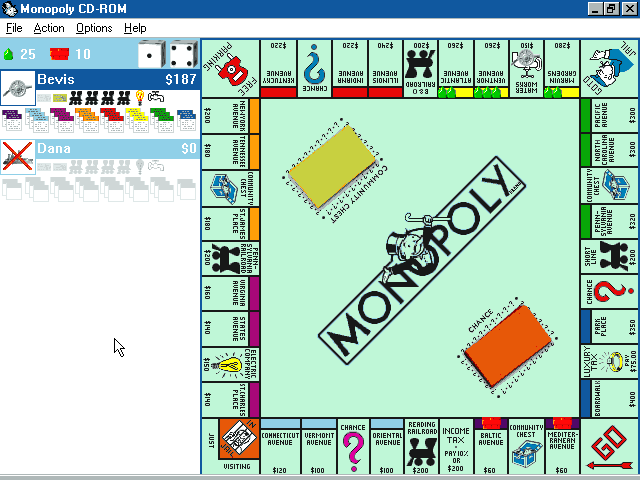 Monopoly CD-ROM
File Action Options Help
25 10
Bevis $187
Dana $0
FREE PARKING
KENTUCKY AVENUE $220
CHANCE
INDIANA AVENUE $220
ILLINOIS AVENUE $240
B & O RAILROAD $200
ATLANTIC AVENUE $260
VENTNOR AVENUE $260
WATER WORKS $150
MARVIN GARDENS $280
GO TO JAIL
NEW YORK AVENUE $200
TENNESSEE AVENUE $180
COMMUNITY CHEST
ST. JAMES PLACE $180
PENN-SYLVANIA RAILROAD $200
VIRGINIA AVENUE $160
STATES AVENUE $140
ELECTRIC COMPANY $150
ST. CHARLES PLACE $140
COMMUNITY CHEST
MONOPOLY
CHANCE
PACIFIC AVENUE $300
NORTH CAROLINA AVENUE $300
COMMUNITY CHEST
PENN-SYLVANIA AVENUE $320
SHORT LINE $200
CHANCE
PARK PLACE $350
LUXURY TAX PAY $75.00
BOARDWALK $400
JUST VISITING
IN JAIL
CONNECTICUT AVENUE $120
VERMONT AVENUE $100
CHANCE
ORIENTAL AVENUE $100
READING RAILROAD $200
INCOME TAX PAY 10% OR $200
BALTIC AVENUE $60
COMMUNITY CHEST
MEDITER-RANEAN AVENUE $60
GO